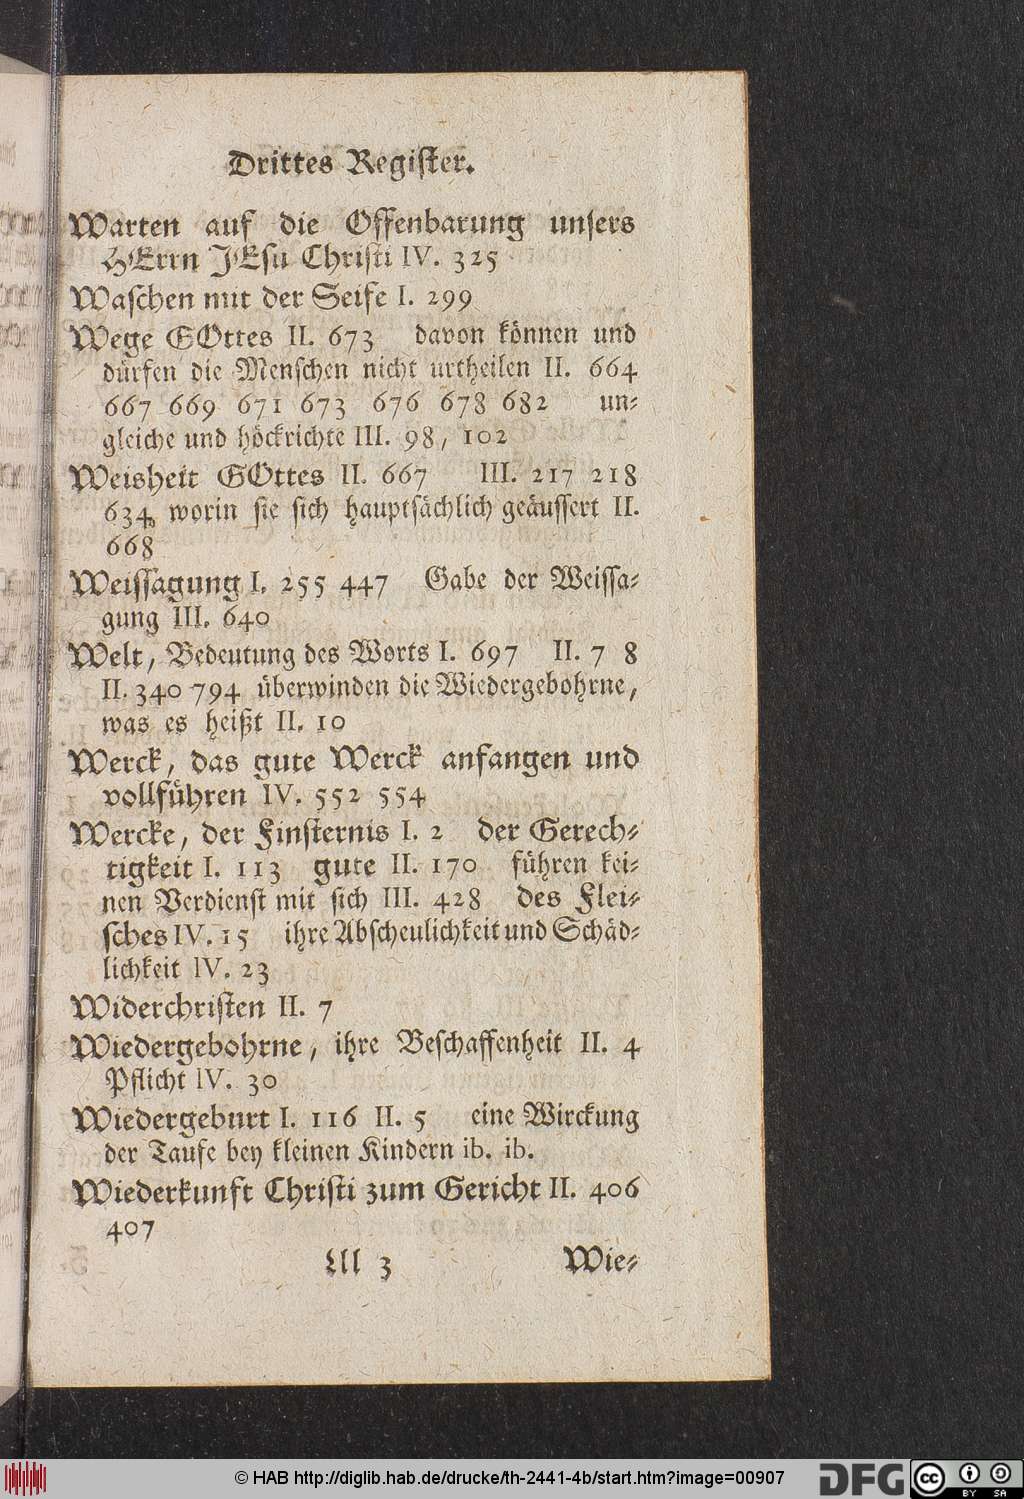 Drittes Register.
Warten auf die Offenbarung unsers
HErrn JEsu Christi IV. 325
Waschen mit der Seife I. 299
Wege GOttes II. 673 davon können und
dürfen die Menschen nicht urtheilen II. 664
667 669 671 673 676 678 682 un-
gleiche und höckrichte III. 98, 102
Weisheit GOttes II. 667 III. 217 218
634, worin sie sich hauptsächlich geäussert II.
668
Weissagung I. 255 447 Gabe der Weissa-
gung III. 640
Welt, Bedeutung des Worts I. 697 II. 7 8
II. 340 794 überwinden die Wiedergebohrne,
was es heißt II. 10
Werck, das gute Werck anfangen und
vollführen IV. 552 554
Wercke, der Finsternis I. 2 der Gerech-
tigkeit I. 113 gute II. 170 führen kei-
nen Verdienst mit sich III. 428 des Flei-
sches IV. 15 ihre Abscheulichkeit und Schäd-
lichkeit IV. 23
Widerchristen II. 7
Wiedergebohrne, ihre Beschaffenheit II. 4
Pflicht IV. 30
Wiedergeburt I. 116 II. 5 eine Wirckung
der Taufe bey kleinen Kindern ib. ib.
Wiederkunft Christi zum Gericht II. 406
407
Lll 3 Wie-
© HAB http://diglib.hab.de/drucke/th-2441-4b/start.htm?image=00907
DFG cc BY SA